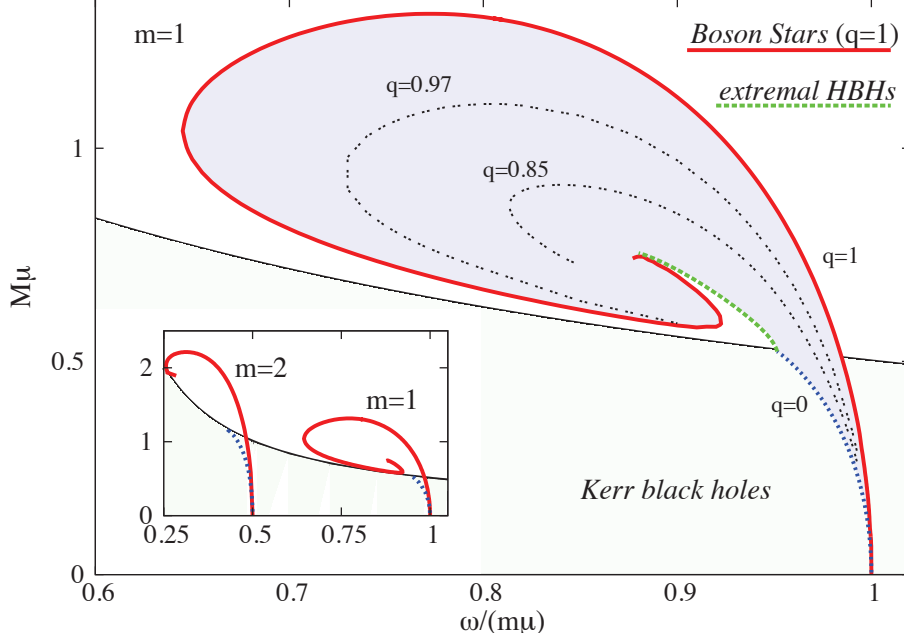 m=1
Boson Stars (q=1)
extremal HBHs
q=0.97
q=0.85
q=1
q=0
Kerr black holes
Mμ
1
0.5
0
0.6
0.7
0.8
0.9
1
ω/(mμ)
m=2
m=1
2
1
0
0.25
0.5
0.75
1